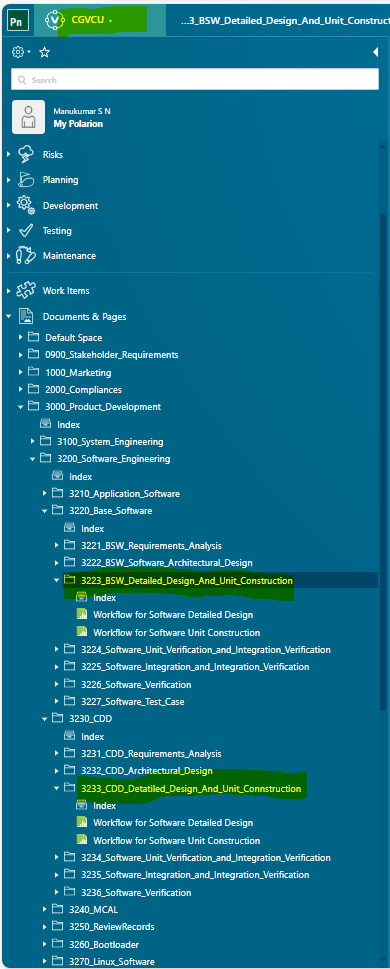 Pn CGVCU ...3_BSW_Detailed_Design_And_Unit_Construct
Search
Manukumar S N
My Polarion
Risks
Planning
Development
Testing
Maintenance
Work Items
Documents & Pages
Default Space
0900_Stakeholder_Requirements
1000_Marketing
2000_Compliances
3000_Product_Development
Index
3100_System_Engineering
3200_Software_Engineering
Index
3210_Application_Software
3220_Base_Software
Index
3221_BSW_Requirements_Analysis
3222_BSW_Software_Architectural_Design
3223_BSW_Detailed_Design_And_Unit_Construction
Index
Workflow for Software Detailed Design
Workflow for Software Unit Construction
3224_Software_Unit_Verification_and_Integration_Verification
3225_Software_Integration_and_Integration_Verification
3226_Software_Verification
3227_Software_Test_Case
3230_CDD
Index
3231_CDD_Requirements_Analysis
3232_CDD_Architectural_Design
3233_CDD_Detailed_Design_And_Unit_Connstruction
Index
Workflow for Software Detailed Design
Workflow for Software Unit Construction
3234_Software_Unit_Verification_and_Integration_Verification
3235_Software_Integration_and_Integration_Verification
3236_Software_Verification
3240_MCAL
3250_ReviewRecords
3260_Bootloader
3270_Linux_Software